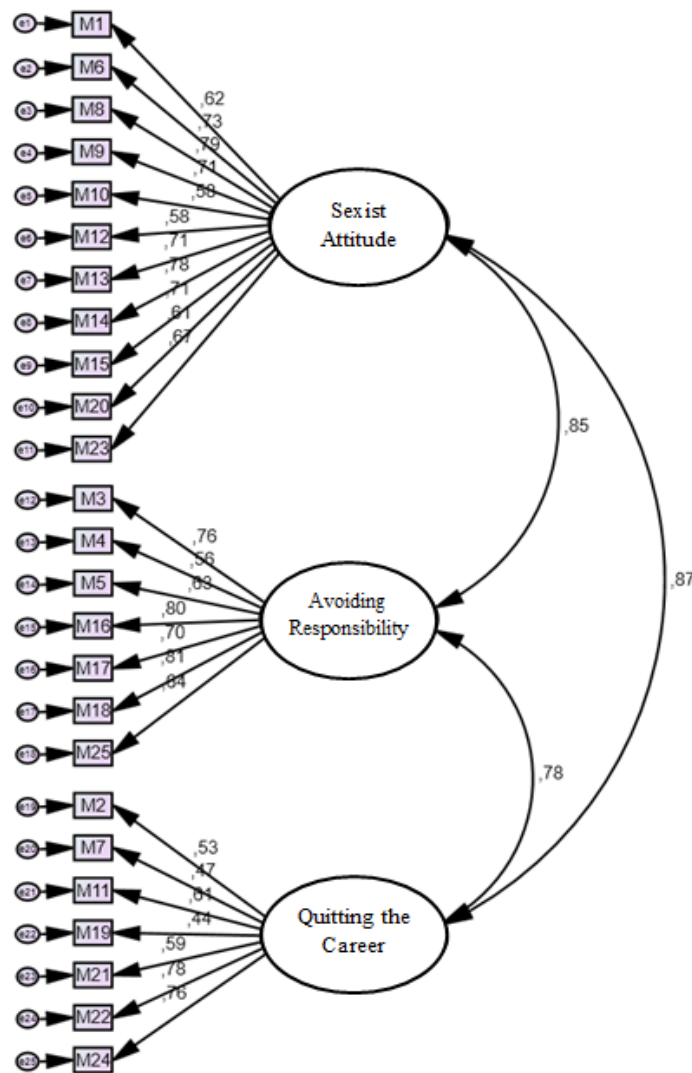 e1 M1
e2 M6
e3 M8
e4 M9
e5 M10
e6 M12
e7 M13
e8 M14
e9 M15
e10 M20
e11 M23
,62
,73
,79
,71
,58
,58
,71
,78
,71
,61
,67
Sexist
Attitude
,85
,87
e12 M3
e13 M4
e14 M5
e15 M16
e16 M17
e17 M18
e18 M25
,76
,56
,63
,80
,70
,81
,84
Avoiding
Responsibility
,78
e19 M2
e20 M7
e21 M11
e22 M19
e23 M21
e24 M22
e25 M24
,53
,47
,61
,44
,59
,78
,76
Quitting the
Career